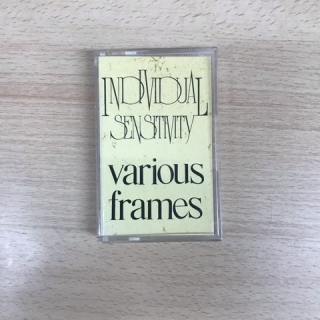 INDIVIDUAL
SENSITIVITY
various
frames